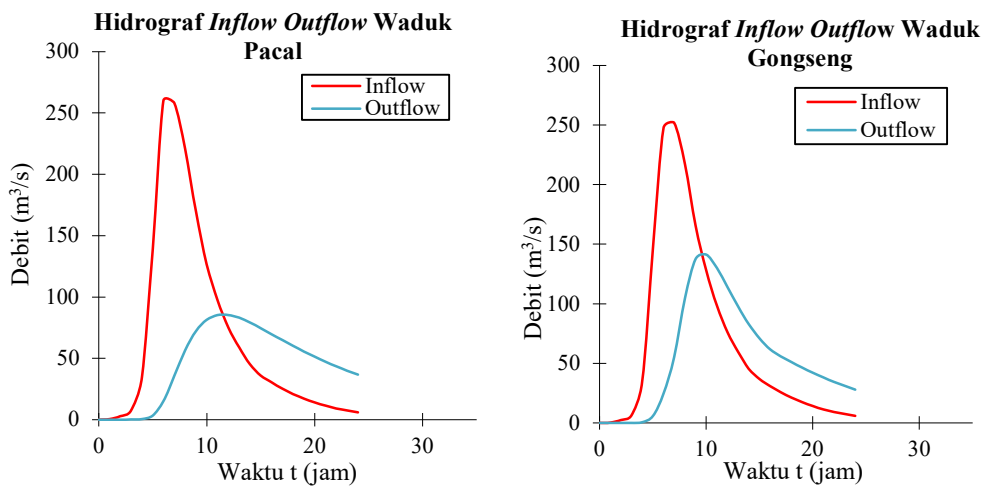 Hidrograf Inflow Outflow Waduk
Pacal
300
250
200
150
100
50
0
Debit (m³/s)
Inflow
Outflow
0 10 20 30
Waktu t (jam)
Hidrograf Inflow Outflow Waduk
Gongseng
300
250
200
150
100
50
0
Debit (m³/s)
Inflow
Outflow
0 10 20 30
Waktu t (jam)